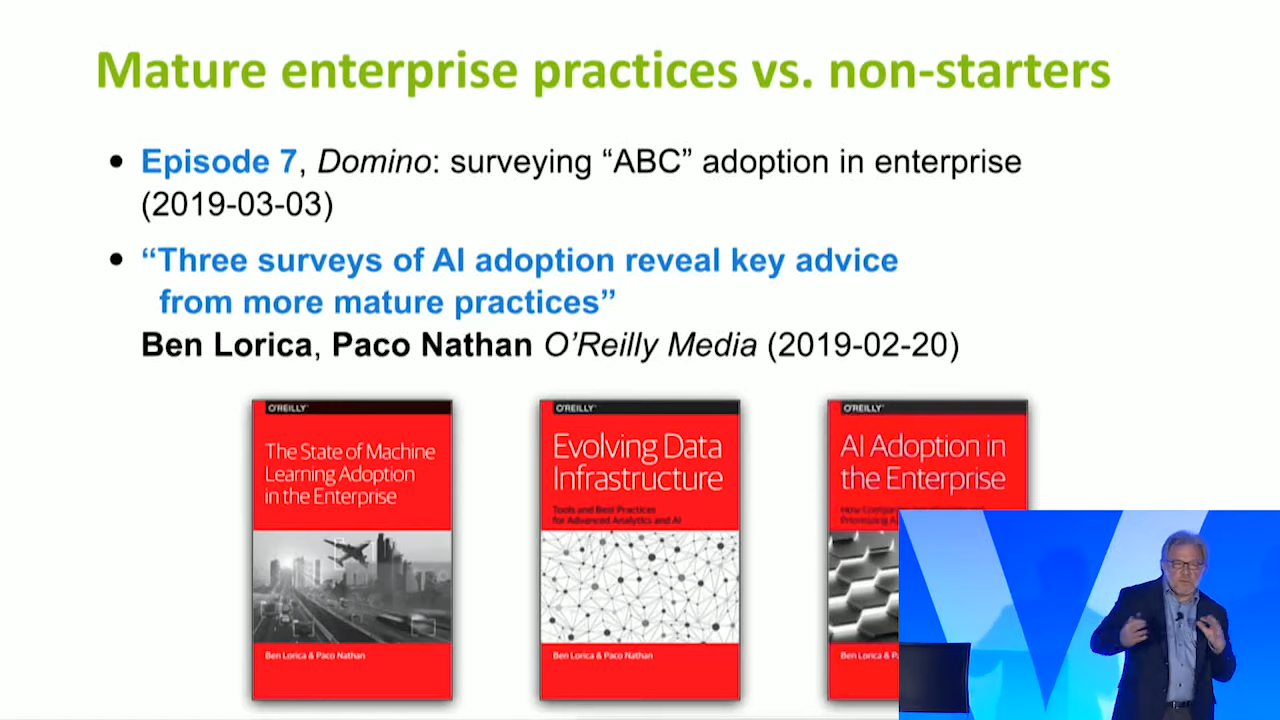 Mature enterprise practices vs. non-starters
• Episode 7, Domino: surveying “ABC” adoption in enterprise
(2019-03-03)
• “Three surveys of AI adoption reveal key advice
from more mature practices”
Ben Lorica, Paco Nathan O’Reilly Media (2019-02-20)
O'REILLY
The State of Machine
Learning Adoption
in the Enterprise
Ben Lorica & Paco Nathan
O'REILLY
Evolving Data
Infrastructure
Tools and Best Practices
for Advanced Analytics and AI
Ben Lorica & Paco Nathan
O'REILLY
AI Adoption in
the Enterprise
Ben Lorica & P